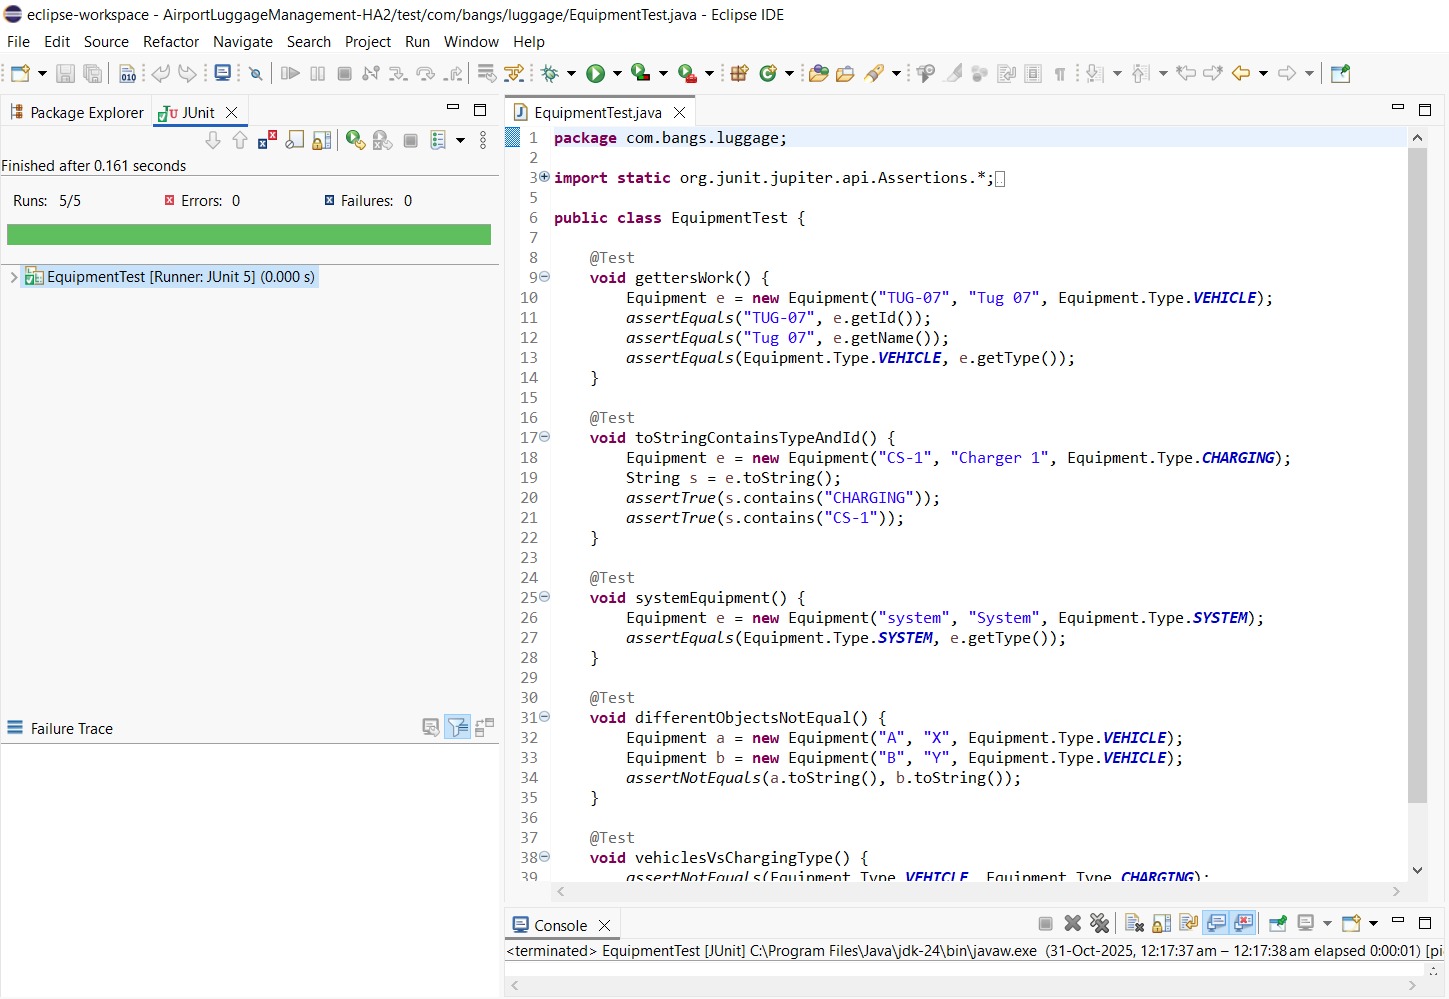 eclipse-workspace - AirportLuggageManagement-HA2/test/com/bangs/luggage/EquipmentTest.java - Eclipse IDE
File Edit Source Refactor Navigate Search Project Run Window Help
Package Explorer JUnit
Finished after 0.161 seconds
Runs: 5/5 Errors: 0 Failures: 0
EquipmentTest [Runner: JUnit 5] (0.000 s)
Failure Trace
EquipmentTest.java
1 package com.bangs.luggage;
2
3 import static org.junit.jupiter.api.Assertions.*;
5
6 public class EquipmentTest {
7
8 @Test
9 void gettersWork() {
10 Equipment e = new Equipment("TUG-07", "Tug 07", Equipment.Type.VEHICLE);
11 assertEquals("TUG-07", e.getId());
12 assertEquals("Tug 07", e.getName());
13 assertEquals(Equipment.Type.VEHICLE, e.getType());
14 }
15
16 @Test
17 void toStringContainsTypeAndId() {
18 Equipment e = new Equipment("CS-1", "Charger 1", Equipment.Type.CHARGING);
19 String s = e.toString();
20 assertTrue(s.contains("CHARGING"));
21 assertTrue(s.contains("CS-1"));
22 }
23
24 @Test
25 void systemEquipment() {
26 Equipment e = new Equipment("system", "System", Equipment.Type.SYSTEM);
27 assertEquals(Equipment.Type.SYSTEM, e.getType());
28 }
29
30 @Test
31 void differentObjectsNotEqual() {
32 Equipment a = new Equipment("A", "X", Equipment.Type.VEHICLE);
33 Equipment b = new Equipment("B", "Y", Equipment.Type.VEHICLE);
34 assertNotEquals(a.toString(), b.toString());
35 }
36
37 @Test
38 void vehiclesVsChargingType() {
39 assertNotEquals(Equipment.Type.VEHICLE, Equipment.Type.CHARGING);
Console
<terminated> EquipmentTest [JUnit] C:\Program Files\Java\jdk-24\bin\javaw.exe (31-Oct-2025, 12:17:37 am – 12:17:38 am elapsed 0:00:01) [pi